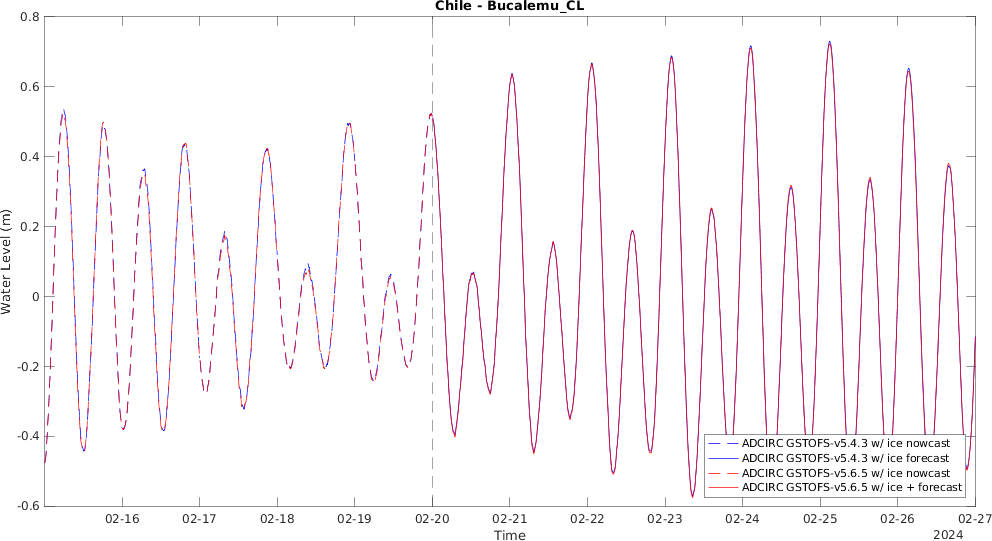 Chile - Bucalemu_CL
0.8
0.6
0.4
0.2
0
-0.2
-0.4
-0.6
Water Level (m)
ADCIRC GSTOFS-v5.4.3 w/ ice nowcast
ADCIRC GSTOFS-v5.4.3 w/ ice forecast
ADCIRC GSTOFS-v5.6.5 w/ ice nowcast
ADCIRC GSTOFS-v5.6.5 w/ ice + forecast
02-16 02-17 02-18 02-19 02-20 02-21 02-22 02-23 02-24 02-25 02-26 02-27
Time
2024